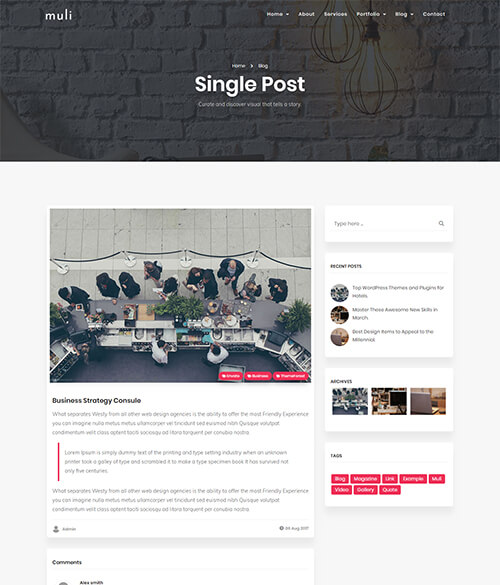 muli
Home About Services Portfolio Blog Contact
Home > Blog
Single Post
Curate and discover visual that tells a story.
Business ThemeForest
Business Strategy Consule
What separates Westy from all other web design agencies is the ability to offer the most Friendly Experience
you can imagine nulla metus metus ullamcorper vel tincidunt sed euismod nibh Quisque volutpat
condimentum velit class aptent taciti sociosqu ad litora torquent per conubia nostra
Lorem Ipsum is simply dummy text of the printing and type setting industry when an unknown
printer took a galley of type and scrambled it to make a type specimen book it has survived not
only five centuries.
What separates Westy from all other web design agencies is the ability to offer the most Friendly Experience
you can imagine nulla metus metus ullamcorper vel tincidunt sed euismod nibh Quisque volutpat
condimentum velit class aptent taciti sociosqu ad litora torquent per conubia nostra
Admin
06 Aug 2017
Comments
Alex smith
Type here ...
RECENT POSTS
Top WordPress Themes and Plugins for
Hotels
Master These Awesome New Skills in
March.
Best Design Items to Appeal to the
Millennial.
ARCHIVES
TAGS
Blog Magazine Link Example Muli
Video Gallery Quote